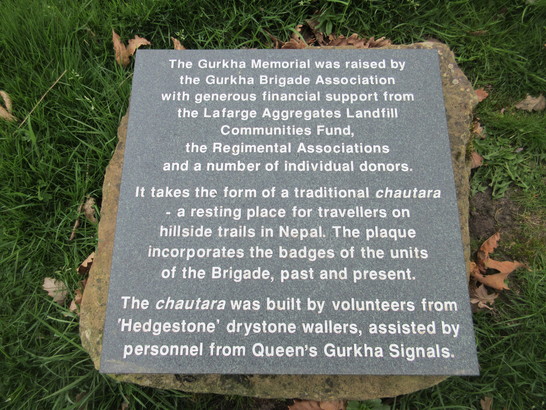 The Gurkha Memorial was raised by
the Gurkha Brigade Association
with generous financial support from
the Lafarge Aggregates Landfill
Communities Fund,
the Regimental Associations
and a number of individual donors.
It takes the form of a traditional chautara
- a resting place for travellers on
hillside trails in Nepal. The plaque
incorporates the badges of the units
of the Brigade, past and present.
The chautara was built by volunteers from
'Hedgestone' drystone wallers, assisted by
personnel from Queen's Gurkha Signals.